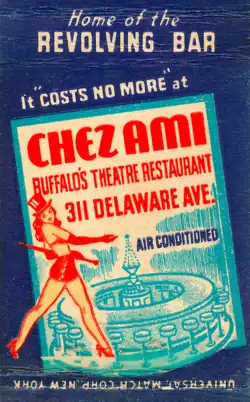 Home of the
REVOLVING BAR
It "COSTS NO MORE" at
CHEZ AMI
BUFFALO'S THEATRE RESTAURANT
311 DELAWARE AVE.
AIR CONDITIONED
UNIVERSAL MATCH CORP. NEW YORK